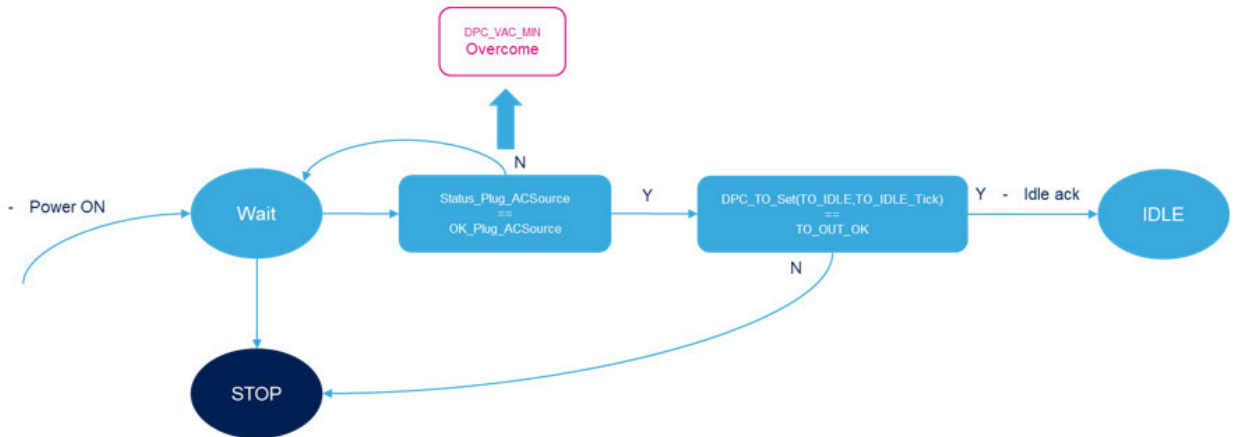 DPC_VAC_MIN
Overcome
N
- Power ON
Wait
Status_Plug_ACSource
==
OK_Plug_ACSource
Y
DPC_TO_Set(TO_IDLE,TO_IDLE_Tick)
==
TO_OUT_OK
Y - Idle ack
IDLE
N
STOP